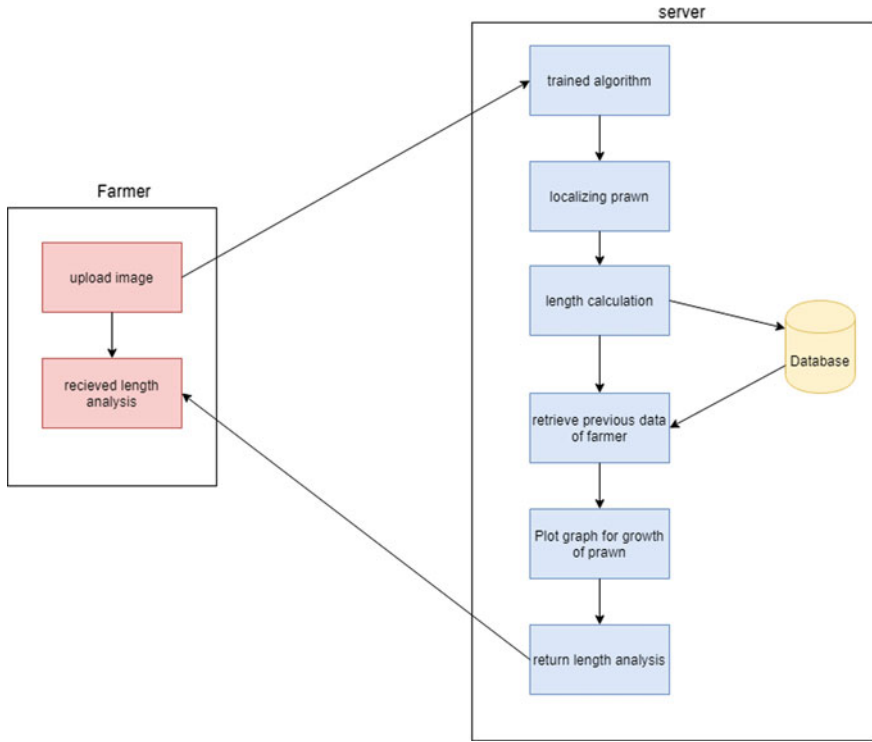 server
trained algorithm
localizing prawn
Farmer
upload image
length calculation
Database
recieved length
analysis
retrieve previous data
of farmer
Plot graph for growth
of prawn
return length analysis